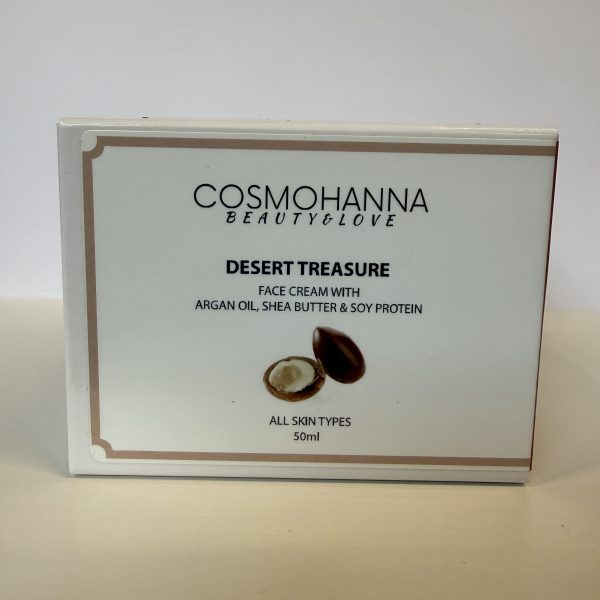 COSMOHANNA
BEAUTY&LOVE
DESERT TREASURE
FACE CREAM WITH
ARGAN OIL, SHEA BUTTER & SOY PROTEIN
ALL SKIN TYPES
50ml